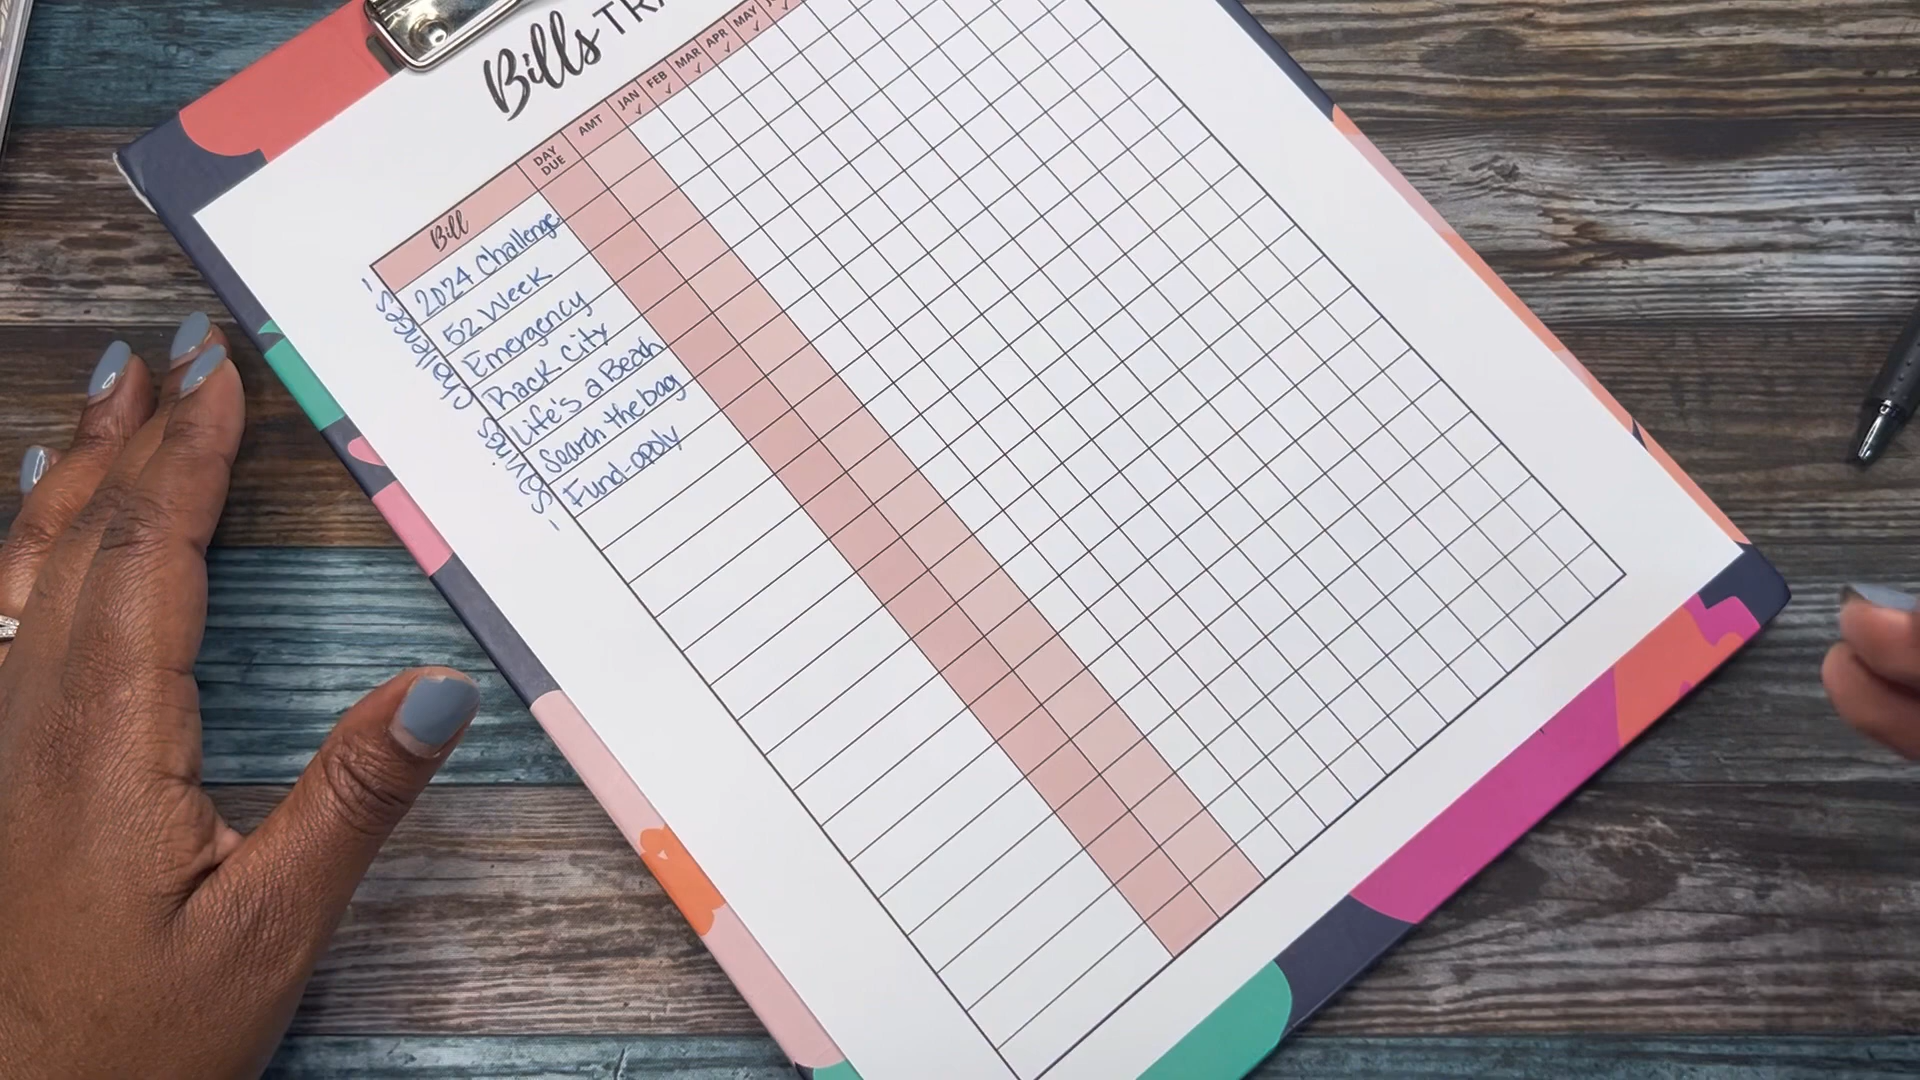 Bills TRA
Bill DAY DUE AMT JAN FEB MAR APR MAY
2024 Challenge
52 Week
Emergency
Rack City
Life's a Beach
Search the bag
Fund-opoly
- Savings Challenges -